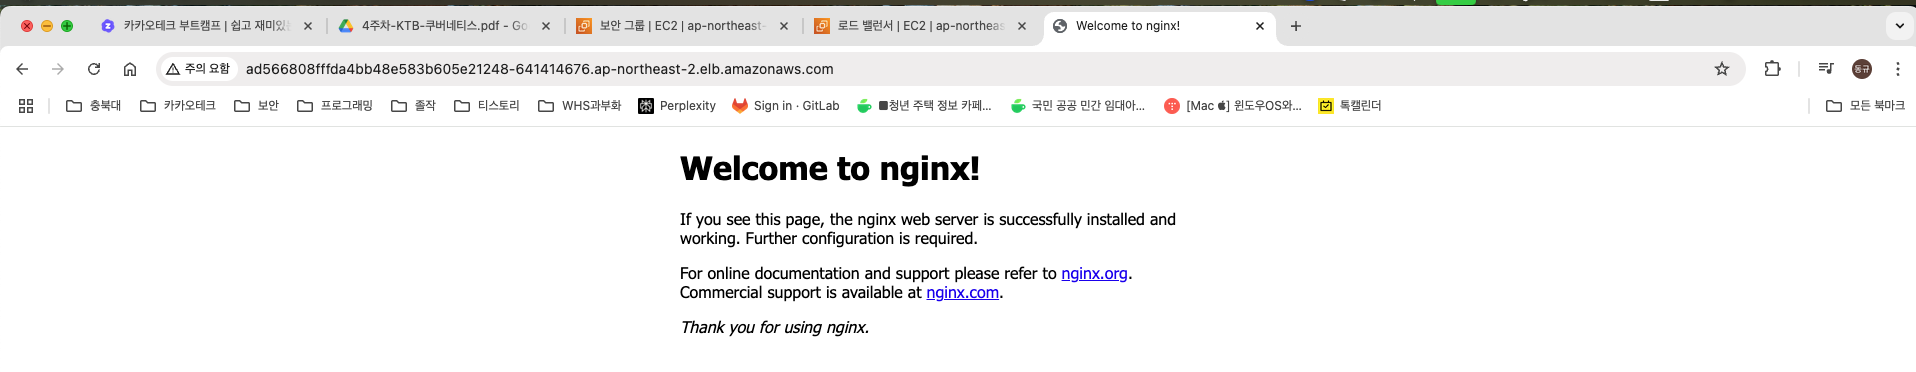 카카오테크 부트캠프 | 쉽고 재미있는
4주차-KTB-쿠버네티스.pdf - Go
보안 그룹 | EC2 | ap-northeast-
로드 밸런서 | EC2 | ap-northeas
Welcome to nginx!
주의 요함
ad566808fffda4bb48e583b605e21248-641414676.ap-northeast-2.elb.amazonaws.com
동규
충북대
카카오테크
보안
프로그래밍
졸작
티스토리
WHS과부화
Perplexity
Sign in · GitLab
■청년 주택 정보 카페...
국민 공공 민간 임대아...
[Mac ] 윈도우OS와...
톡캘린더
모든 북마크
Welcome to nginx!
If you see this page, the nginx web server is successfully installed and
working. Further configuration is required.
For online documentation and support please refer to nginx.org.
Commercial support is available at nginx.com.
Thank you for using nginx.